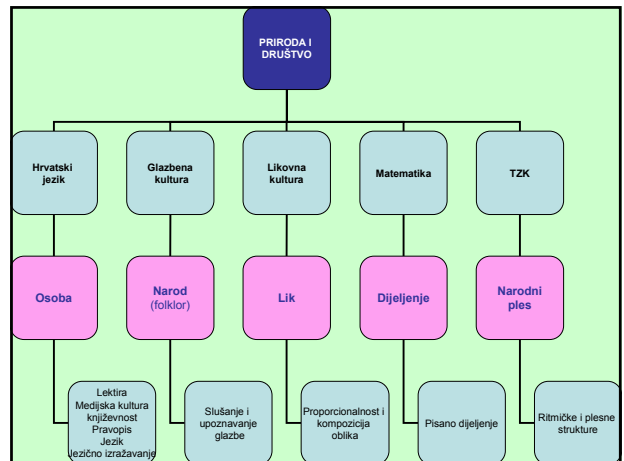 PRIRODA I
DRUŠTVO
Hrvatski
jezik
Glazbena
kultura
Likovna
kultura
Matematika
TZK
Osoba
Narod
(folklor)
Lik
Dijeljenje
Narodni
ples
Lektira
Medijska kultura
književnost
Pravopis
Jezik
Jezično izražavanje
Slušanje i
upoznavanje
glazbe
Proporcionalnost i
kompozicija
oblika
Pisano dijeljenje
Ritmičke i plesne
strukture